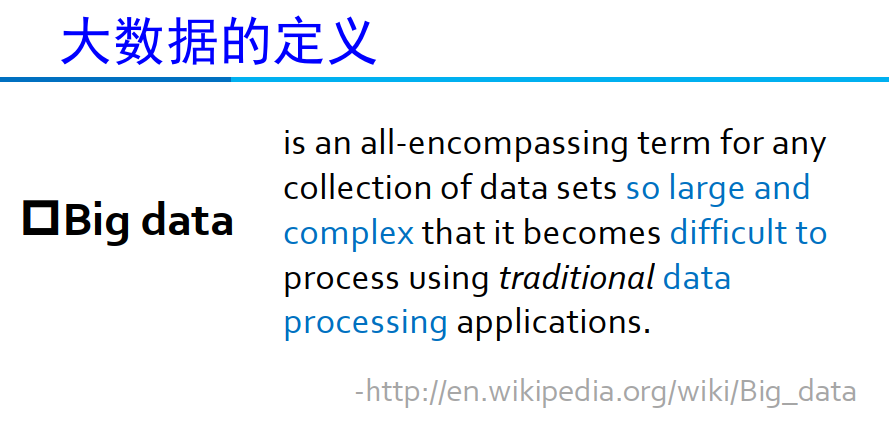 大数据的定义
Big data
is an all-encompassing term for any
collection of data sets so large and
complex that it becomes difficult to
process using traditional data
processing applications.
-http://en.wikipedia.org/wiki/Big_data